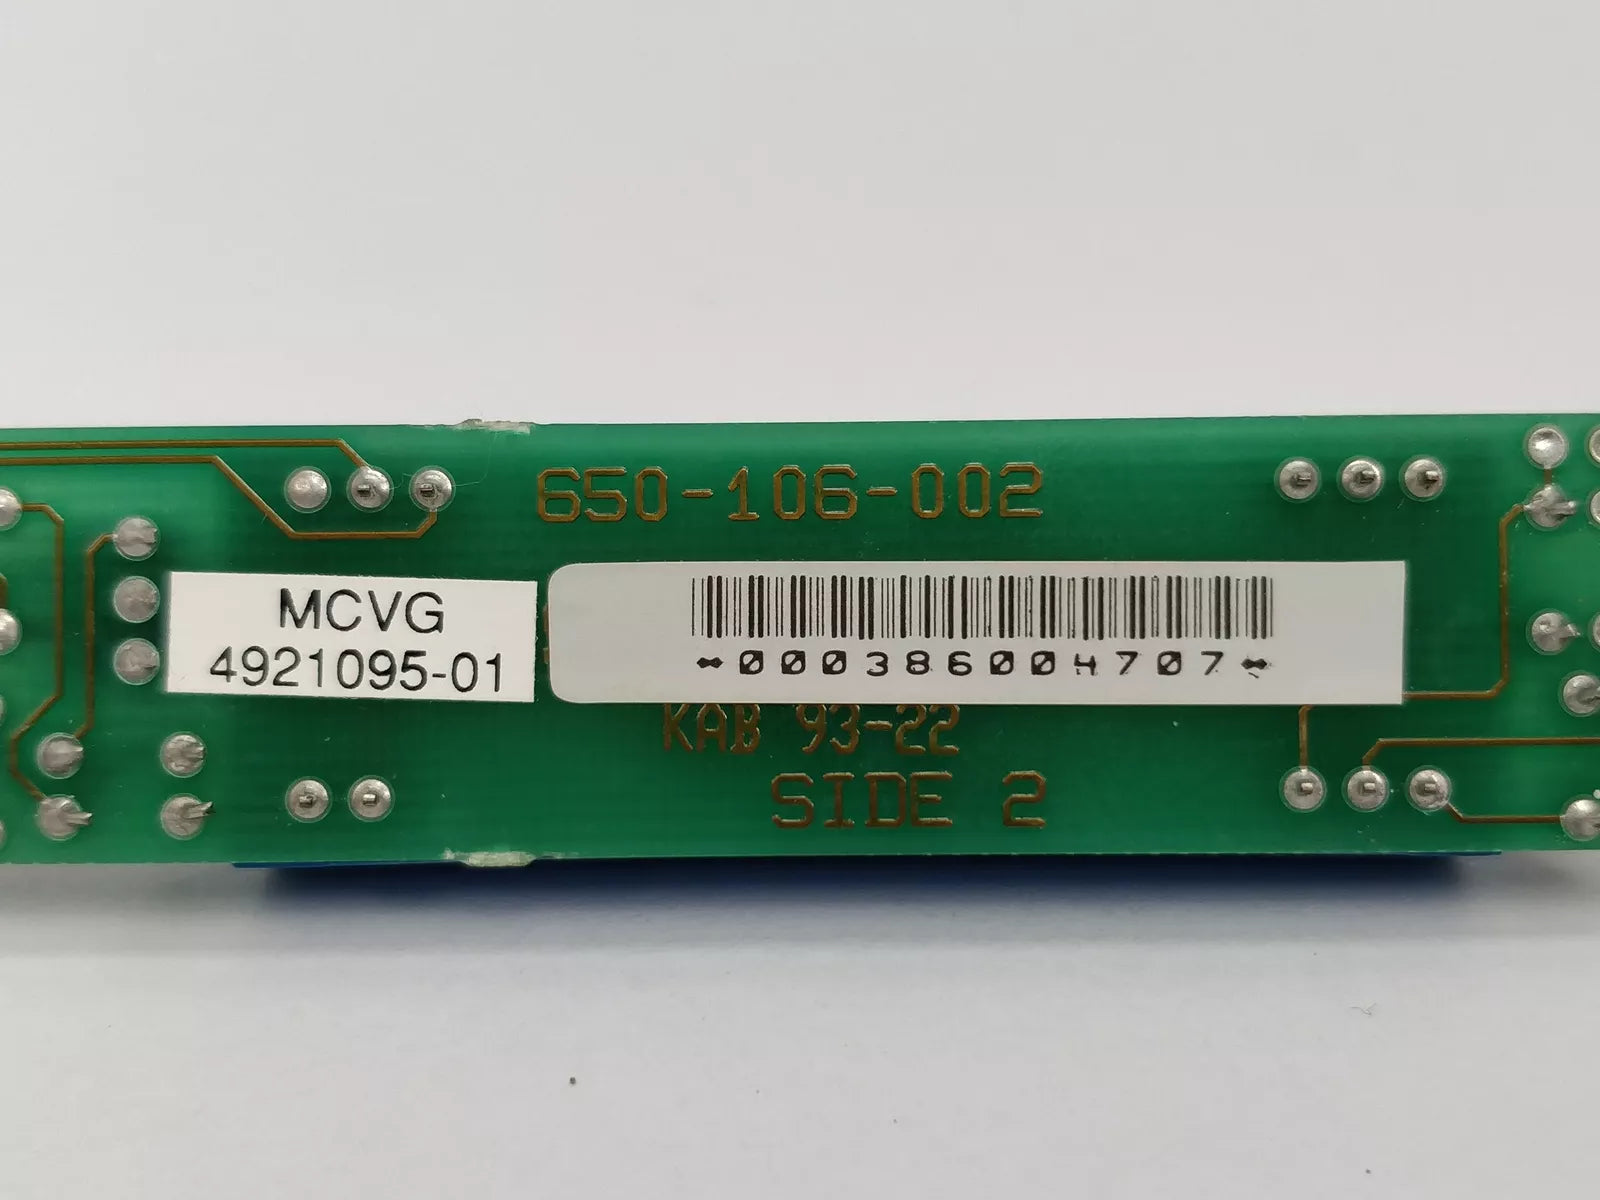 650-106-002
MCVG
4921095-01
*000386004707*
KAB 93-22
SIDE 2